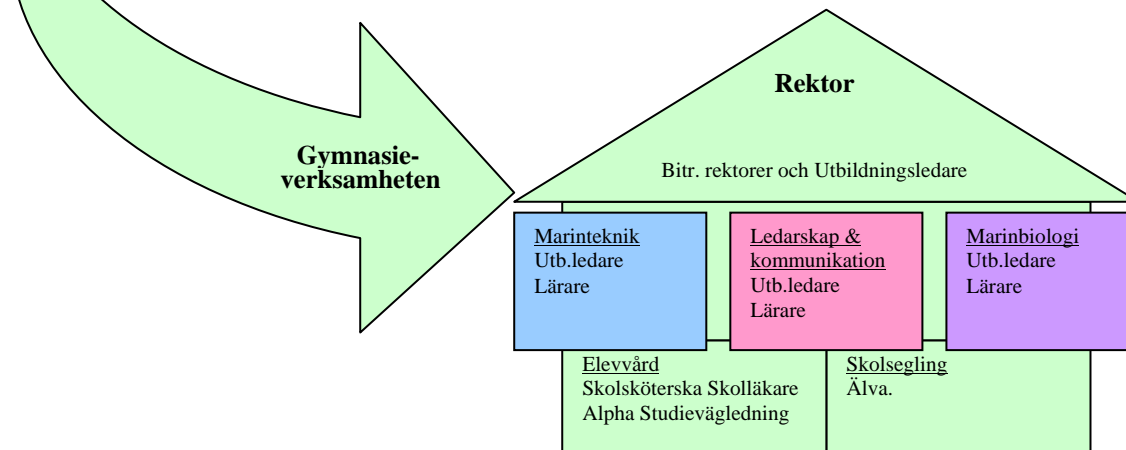 Rektor
Gymnasie-
verksamheten
Bitr. rektorer och Utbildningsledare
Marinteknik
Utb.ledare
Lärare
Ledarskap &
kommunikation
Utb.ledare
Lärare
Marinbiologi
Utb.ledare
Lärare
Elevvård
Skolsköterska Skolläkare
Alpha Studievägledning
Skolsegling
Älva.